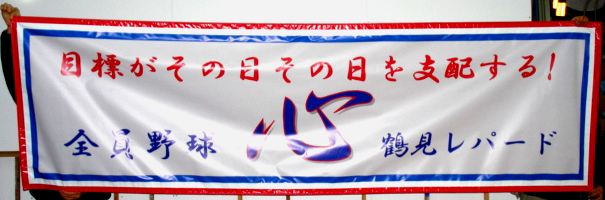 目標がその日その日を支配する!
全員野球 心 鶴見レパード